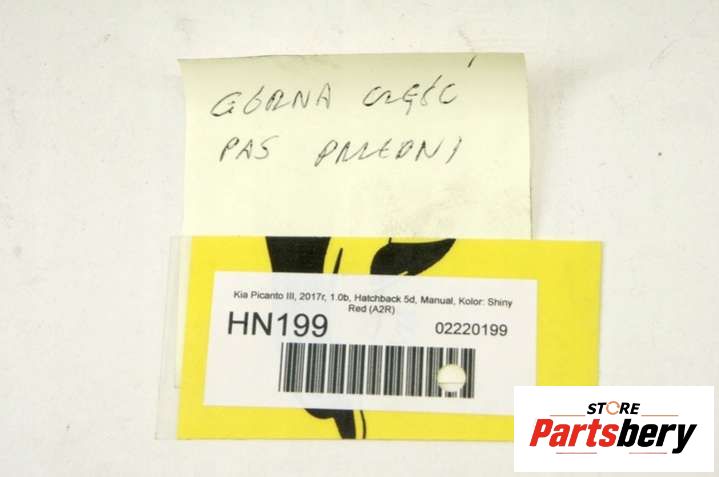 GÓRNA CZĘŚĆ
PAS PRZEDNI
Kia Picanto III, 2017r, 1.0b, Hatchback 5d, Manual, Kolor: Shiny
Red (A2R)
HN199
02220199
STORE
Partsbery